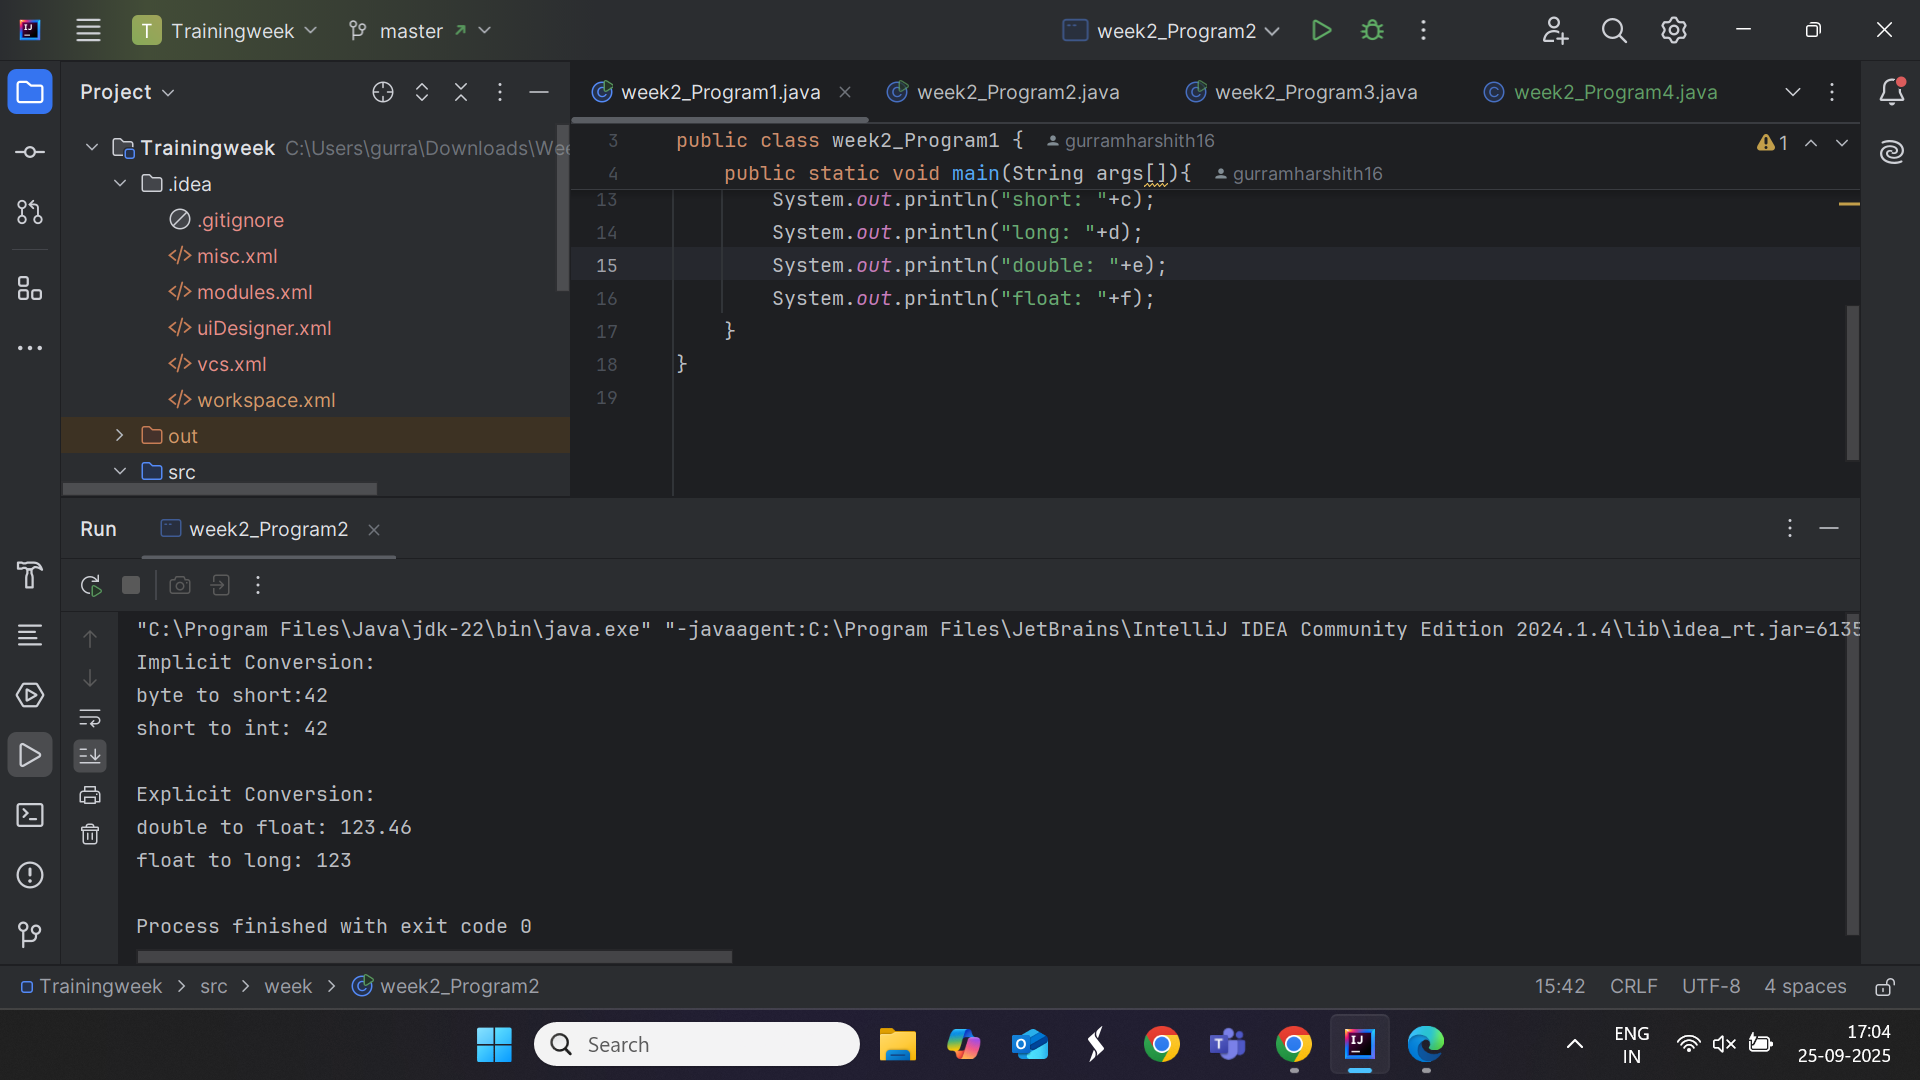 T Trainingweek master week2_Program2
Project
week2_Program1.java week2_Program2.java week2_Program3.java week2_Program4.java
Trainingweek C:\Users\gurra\Downloads\Wee
.idea
.gitignore
misc.xml
modules.xml
uiDesigner.xml
vcs.xml
workspace.xml
out
src
3 public class week2_Program1 { gurramharshith16
4 public static void main(String args[]){ gurramharshith16
13 System.out.println("short: "+c);
14 System.out.println("long: "+d);
15 System.out.println("double: "+e);
16 System.out.println("float: "+f);
17 }
18 }
19
1
Run week2_Program2
"C:\Program Files\Java\jdk-22\bin\java.exe" "-javaagent:C:\Program Files\JetBrains\IntelliJ IDEA Community Edition 2024.1.4\lib\idea_rt.jar=6135
Implicit Conversion:
byte to short:42
short to int: 42
Explicit Conversion:
double to float: 123.46
float to long: 123
Process finished with exit code 0
Trainingweek > src > week > week2_Program2
15:42 CRLF UTF-8 4 spaces
Search
ENG
IN
17:04
25-09-2025